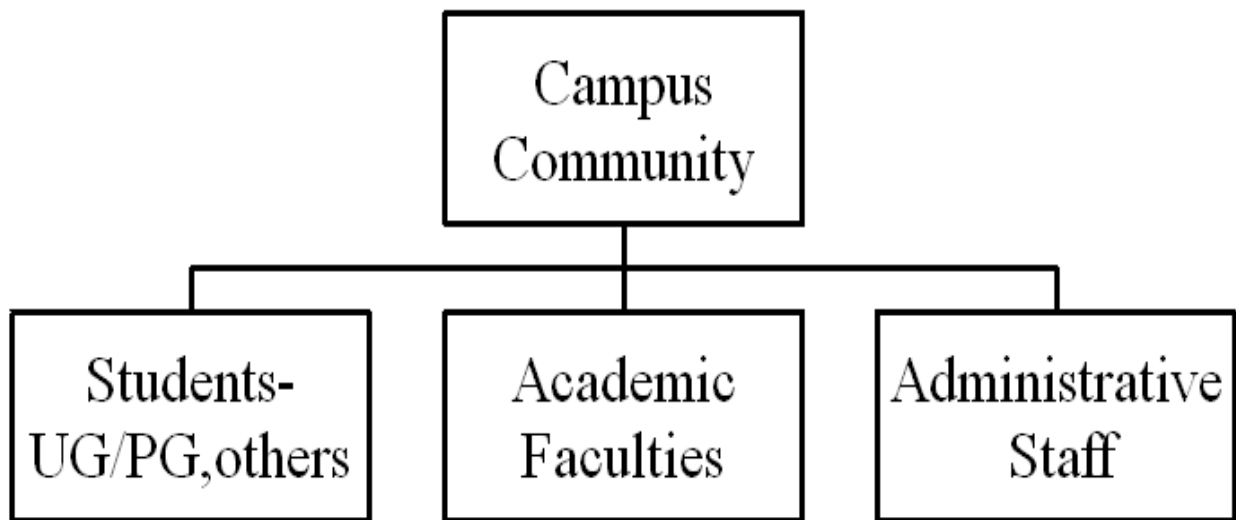 Campus
Community
Students-
UG/PG,others
Academic
Faculties
Administrative
Staff